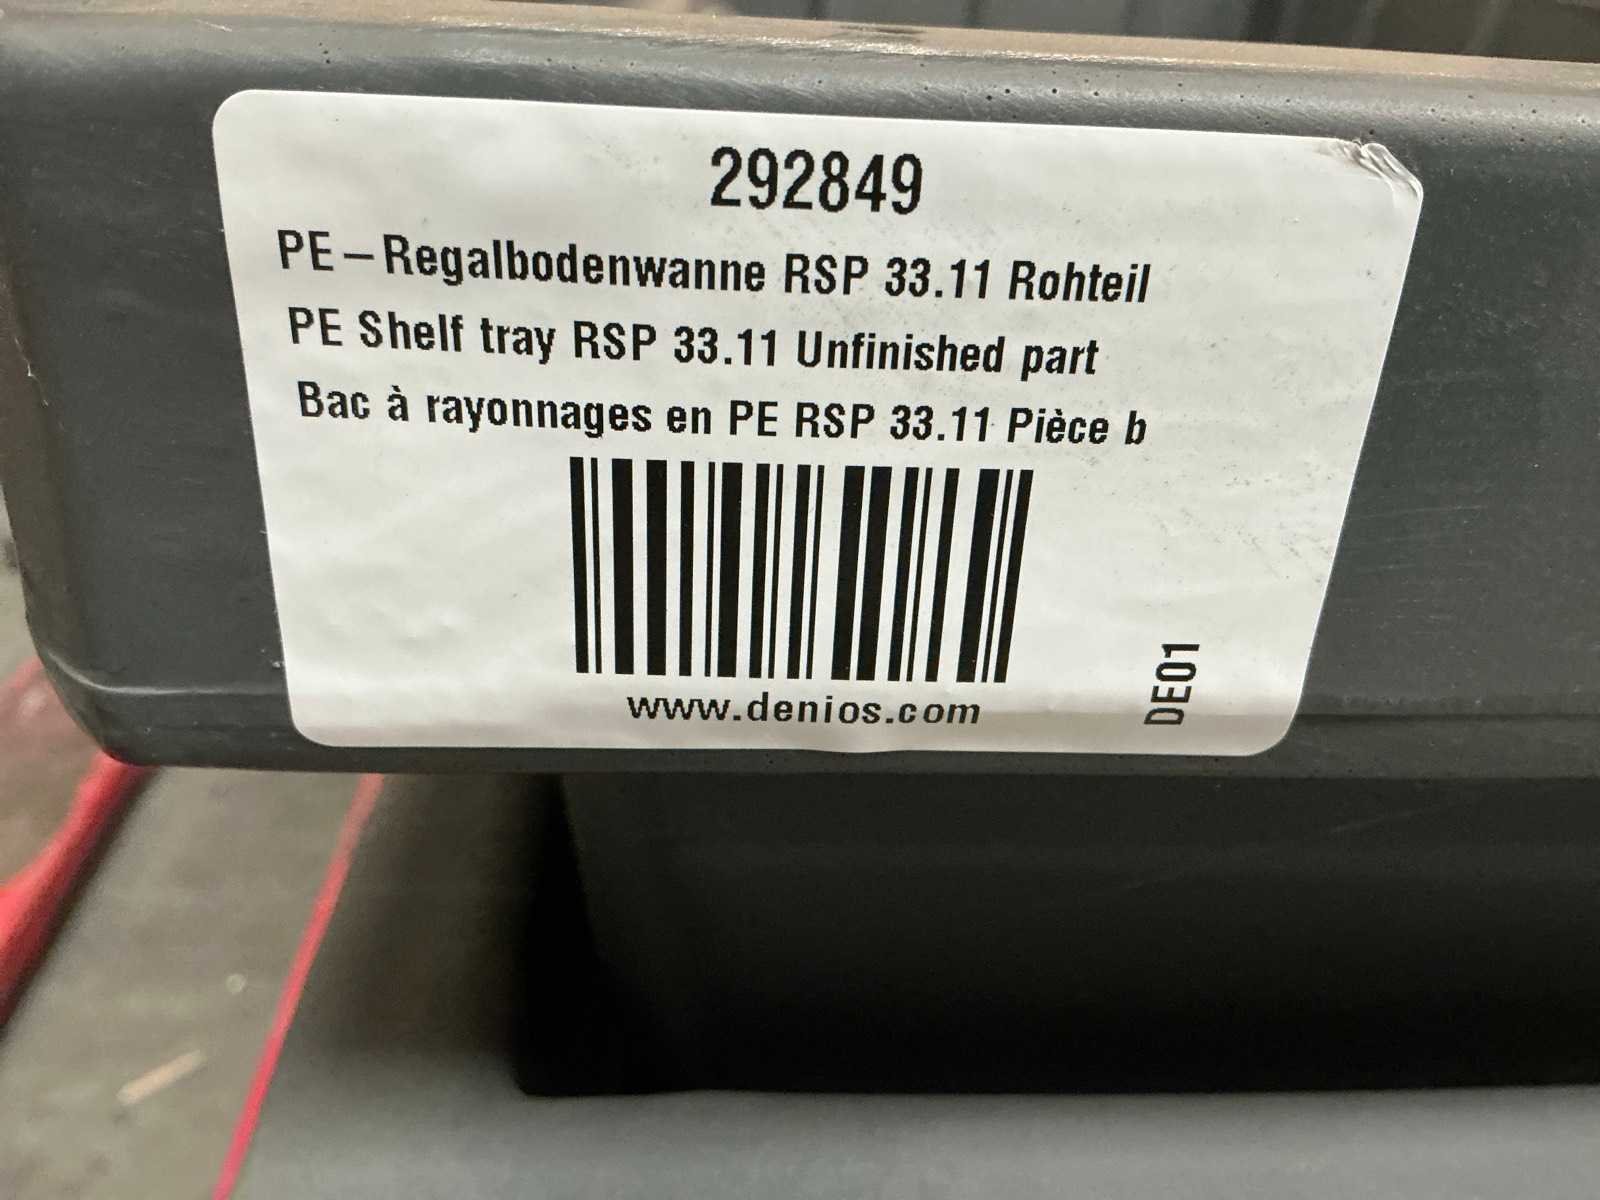 292849
PE–Regalbodenwanne RSP 33.11 Rohteil
PE Shelf tray RSP 33.11 Unfinished part
Bac à rayonnages en PE RSP 33.11 Pièce b
www.denios.com
DE01